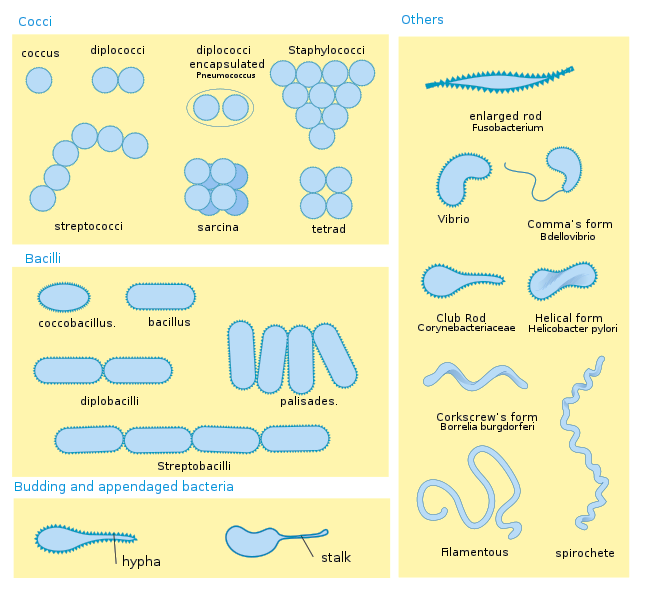 Cocci
coccus
diplococci
diplococci
encapsulated
Pneumococcus
Staphylococci
streptococci
sarcina
tetrad
Bacilli
coccobacillus.
bacillus
diplobacilli
palisades.
Streptobacilli
Budding and appendaged bacteria
hypha
stalk
Others
enlarged rod
Fusobacterium
Vibrio
Comma's form
Bdellovibrio
Club Rod
Corynebacteriaceae
Helical form
Helicobacter pylori
Corkscrew's form
Borrelia burgdorferi
Filamentous
spirochete